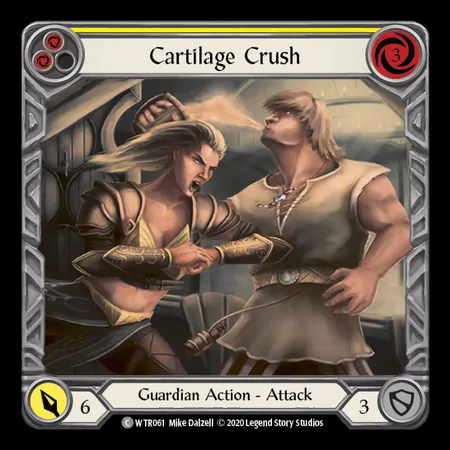 3
Cartilage Crush
6
Guardian Action - Attack
3
C WTR061 Mike Dalzell © 2020 Legend Story Studios